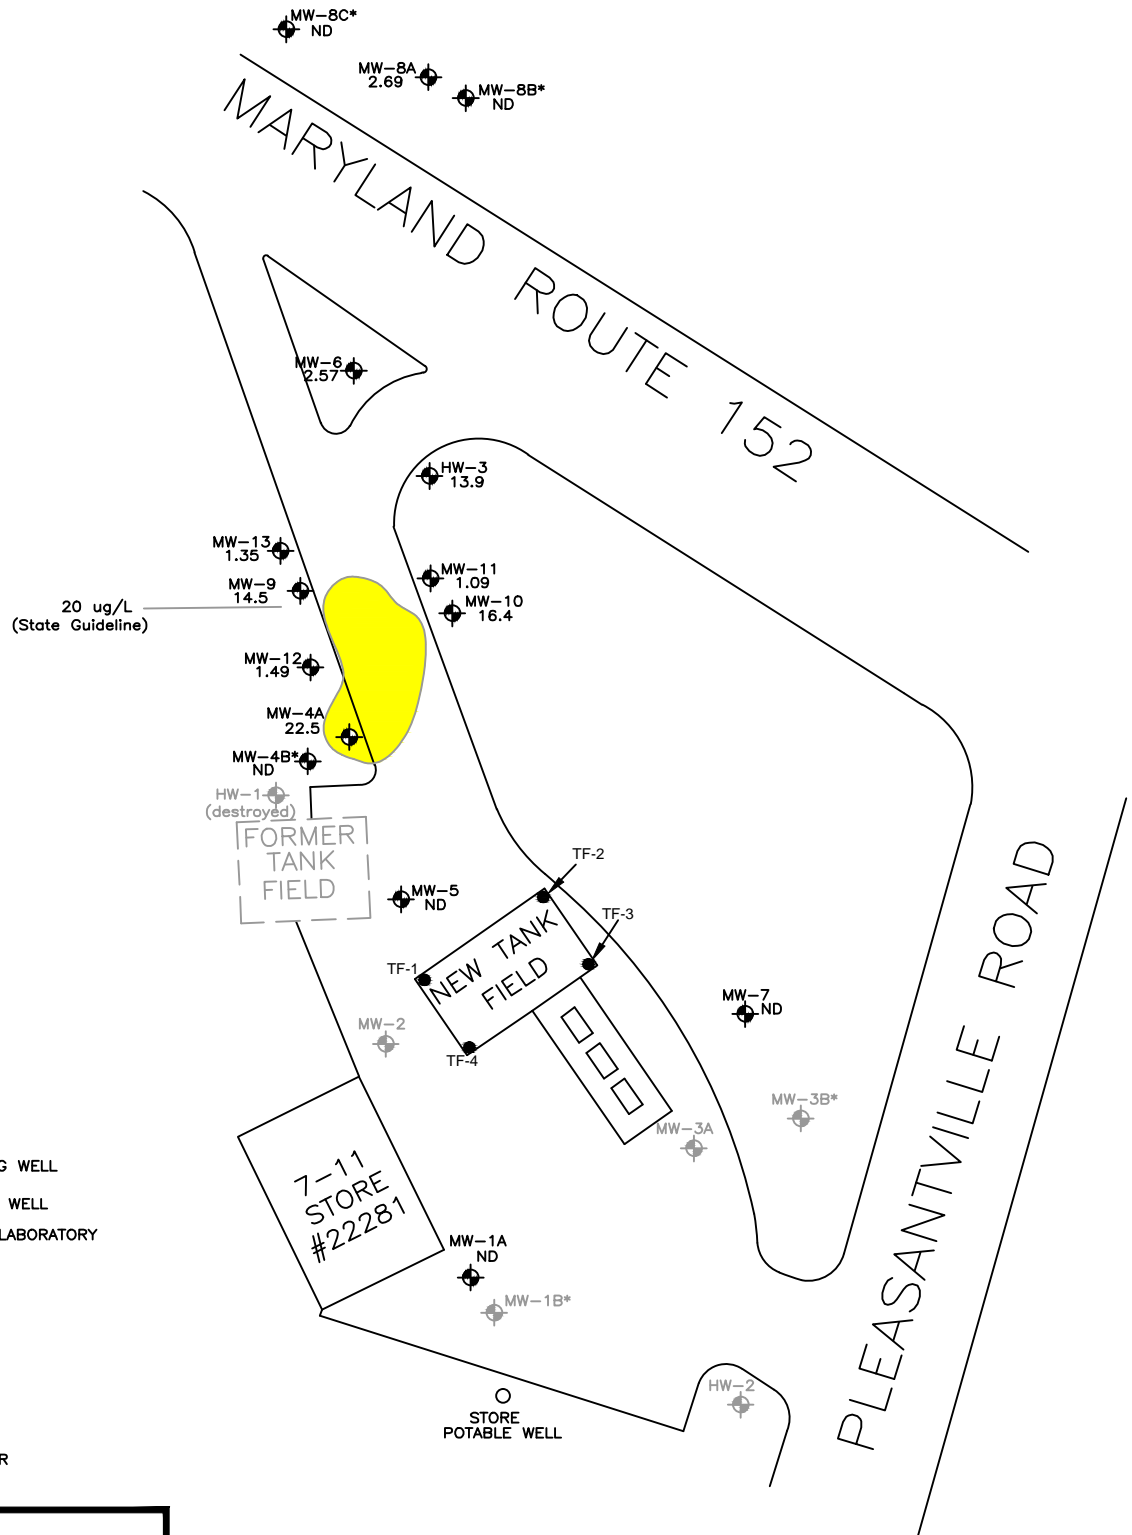 MW-8C*
ND
MW-8A
2.69
MW-8B*
ND
MARYLAND ROUTE 152
MW-6
2.57
HW-3
13.9
MW-13
1.35
MW-11
1.09
MW-9
14.5
MW-10
16.4
20 ug/L
(State Guideline)
MW-12
1.49
MW-4A
22.5
MW-4B*
ND
HW-1
(destroyed)
FORMER
TANK
FIELD
TF-2
MW-5
ND
TF-3
NEW TANK
FIELD
TF-1
MW-7
ND
MW-2
TF-4
MW-3B*
MW-3A
PLEASANTVILLE ROAD
G WELL
WELL
LABORATORY
7-11
STORE
#22281
MW-1A
ND
MW-1B*
HW-2
STORE
POTABLE WELL
R